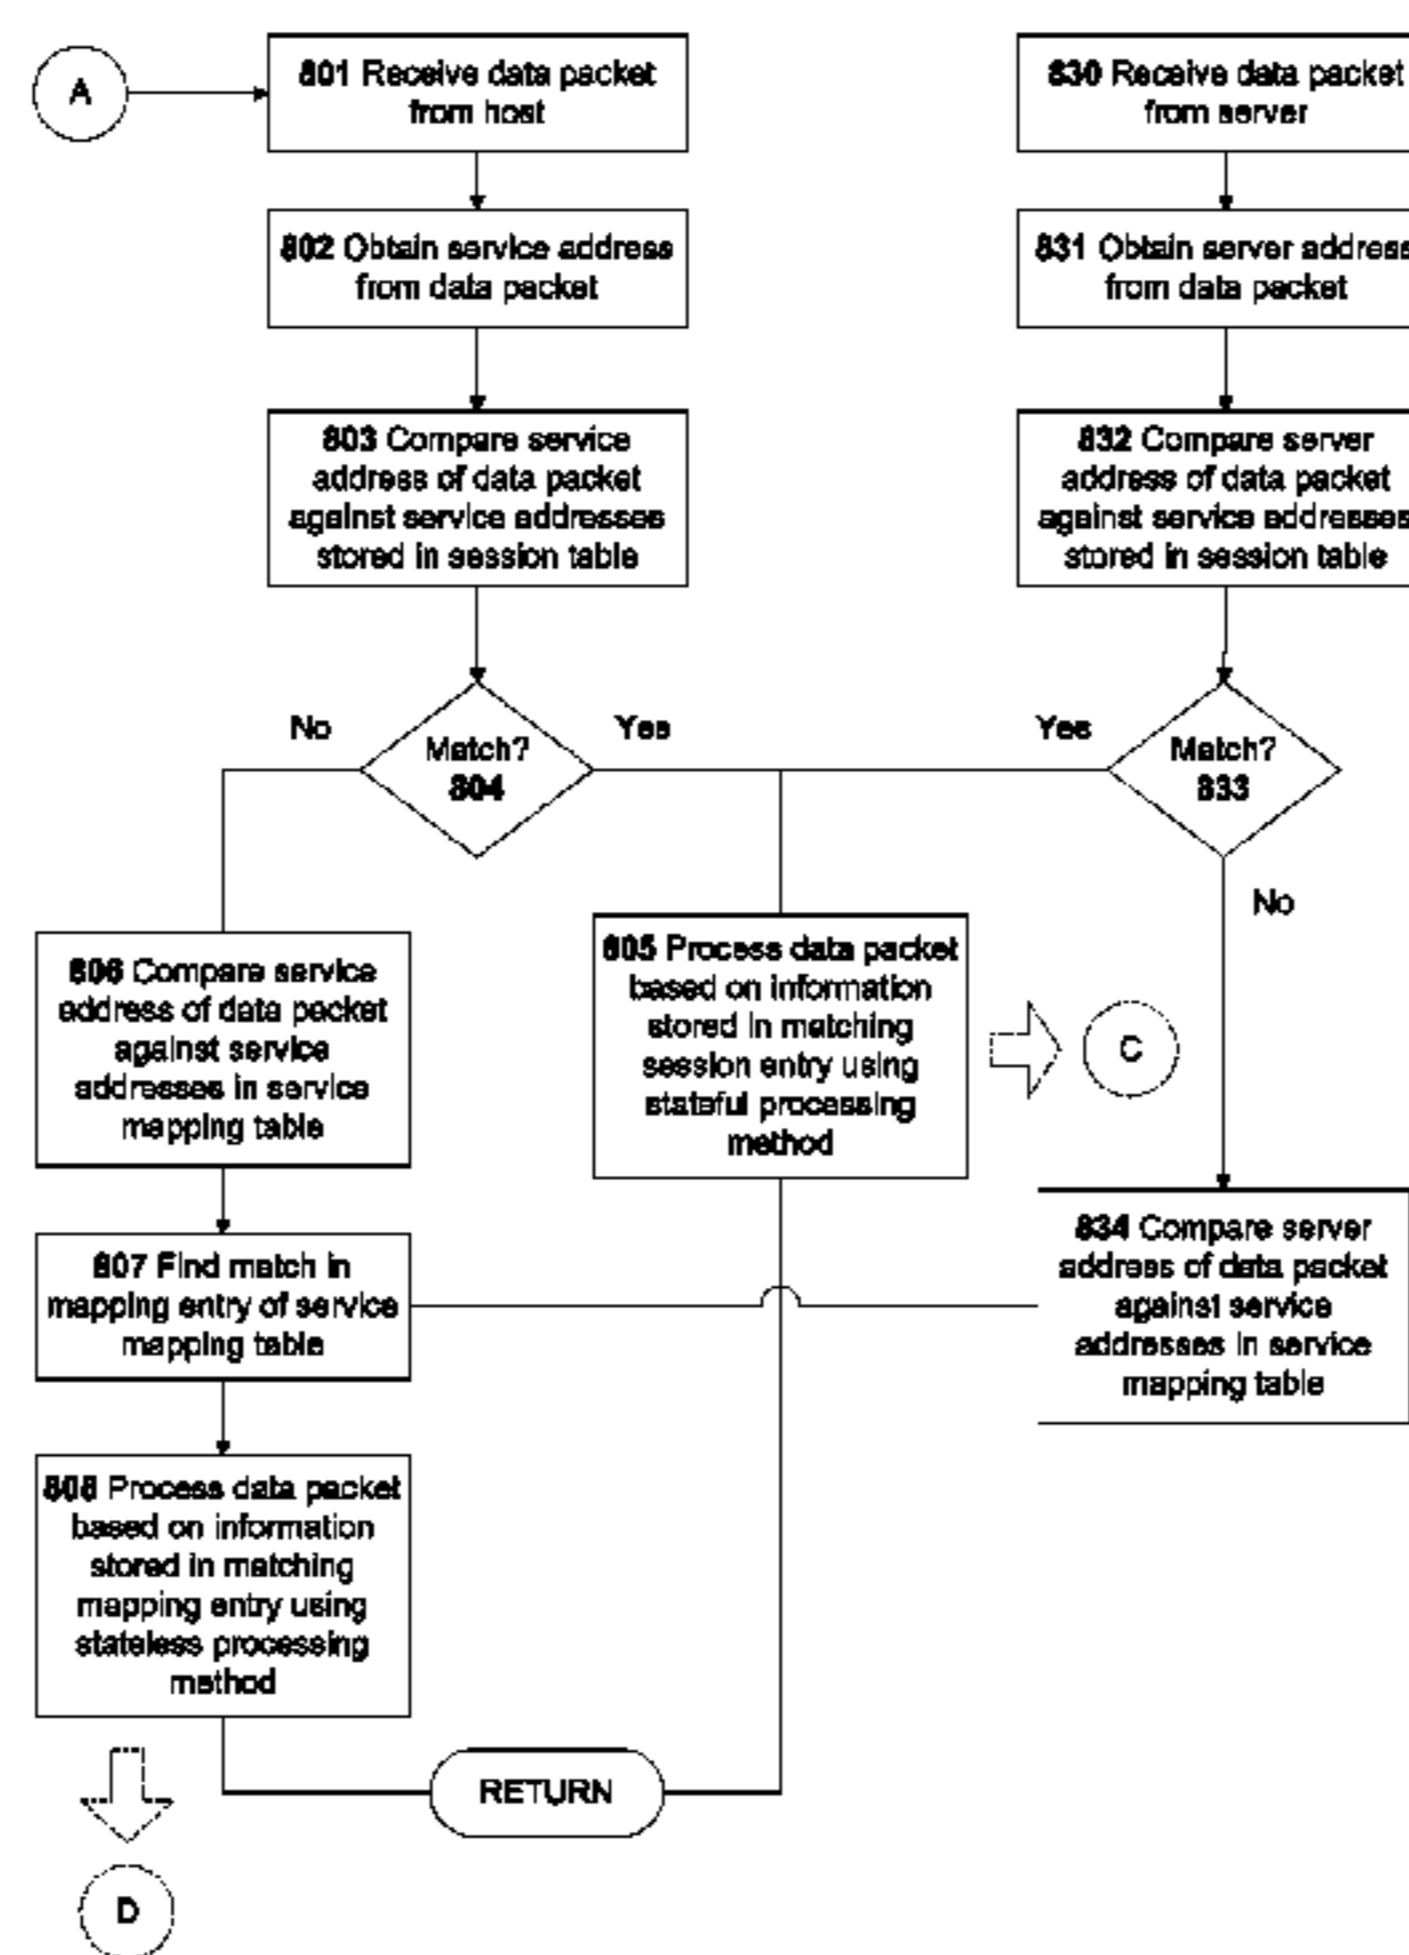 A
801 Receive data packet
from host
802 Obtain service address
from data packet
803 Compare service
address of data packet
against service addresses
stored in session table
No
Match?
804
Yes
806 Compare service
address of data packet
against service
addresses in service
mapping table
807 Find match in
mapping entry of service
mapping table
808 Process data packet
based on information
stored in matching
mapping entry using
stateless processing
method
D
RETURN
805 Process data packet
based on information
stored in matching
session entry using
stateful processing
method
C
830 Receive data packet
from server
831 Obtain server address
from data packet
832 Compare server
address of data packet
against service addresses
stored in session table
Yes
Match?
833
No
834 Compare server
address of data packet
against service
addresses in service
mapping table